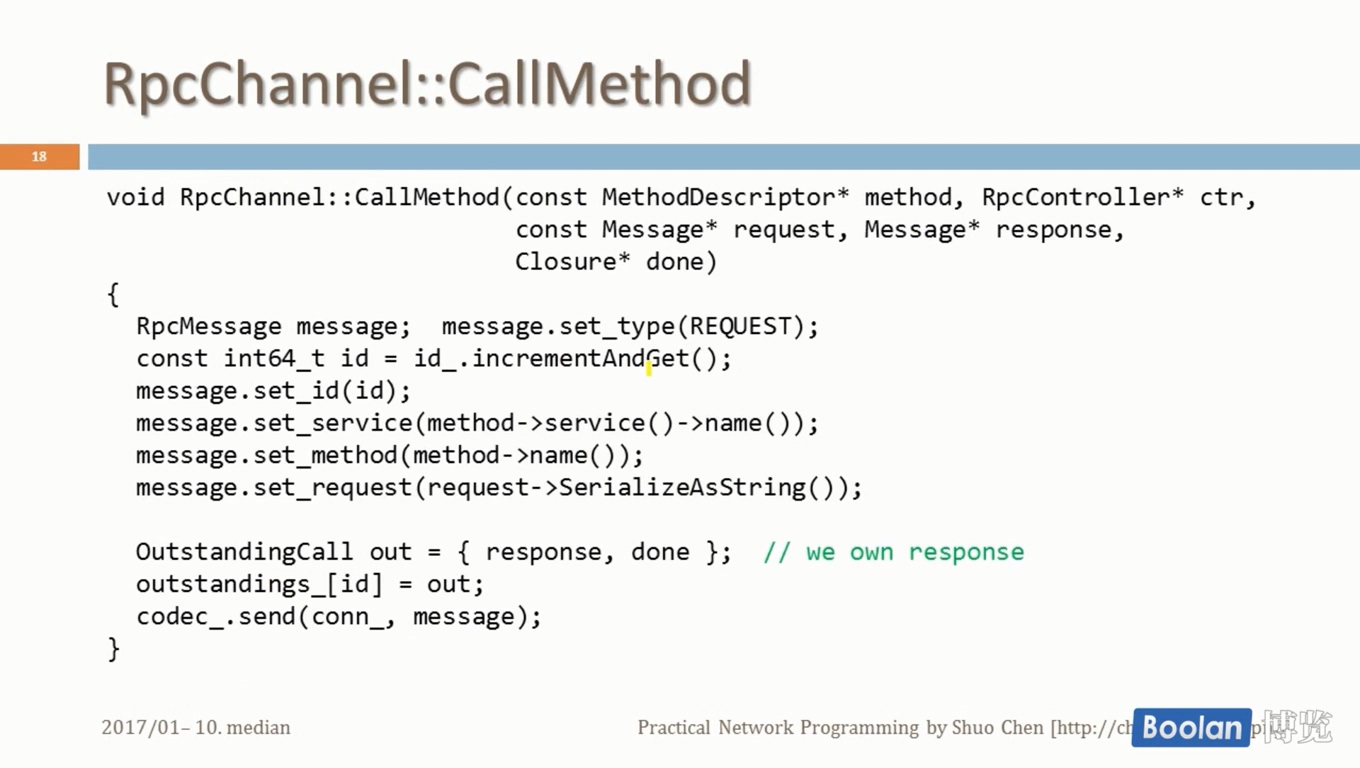 RpcChannel::CallMethod
18
void RpcChannel::CallMethod(const MethodDescriptor* method, RpcController* ctr,
const Message* request, Message* response,
Closure* done)
{
RpcMessage message;  message.set_type(REQUEST);
const int64_t id = id_.incrementAndGet();
message.set_id(id);
message.set_service(method->service()->name());
message.set_method(method->name());
message.set_request(request->SerializeAsString());
OutstandingCall out = { response, done };  // we own response
outstandings_[id] = out;
codec_.send(conn_, message);
}
2017/01– 10. median
Practical Network Programming by Shuo Chen
Boolan 博览